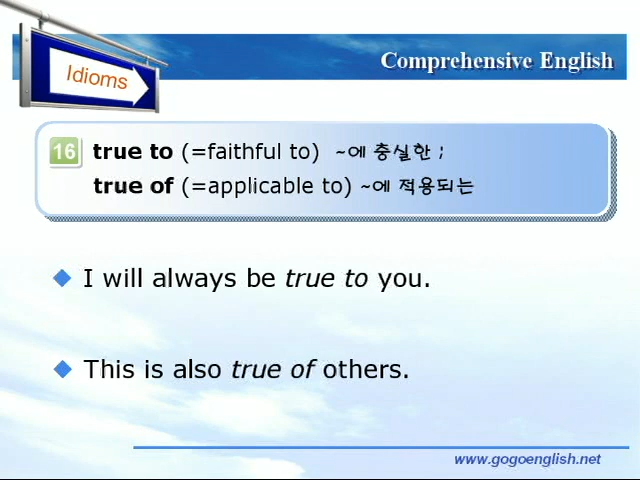 Comprehensive English
Idioms
16 true to (=faithful to) ~에 충실한 ;
true of (=applicable to) ~에 적용되는
I will always be true to you.
This is also true of others.
www.gogoenglish.net